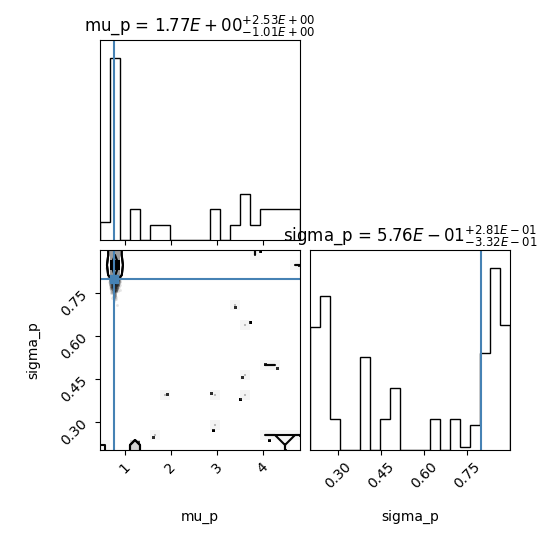 mu_p = 1.77E + 00+2.53E+00−1.01E+00
sigma_p = 5.76E − 01+2.81E−01−3.32E−01
0.75
0.60
0.45
0.30
sigma_p
1 2 3 4
0.30 0.45 0.60 0.75
mu_p sigma_p